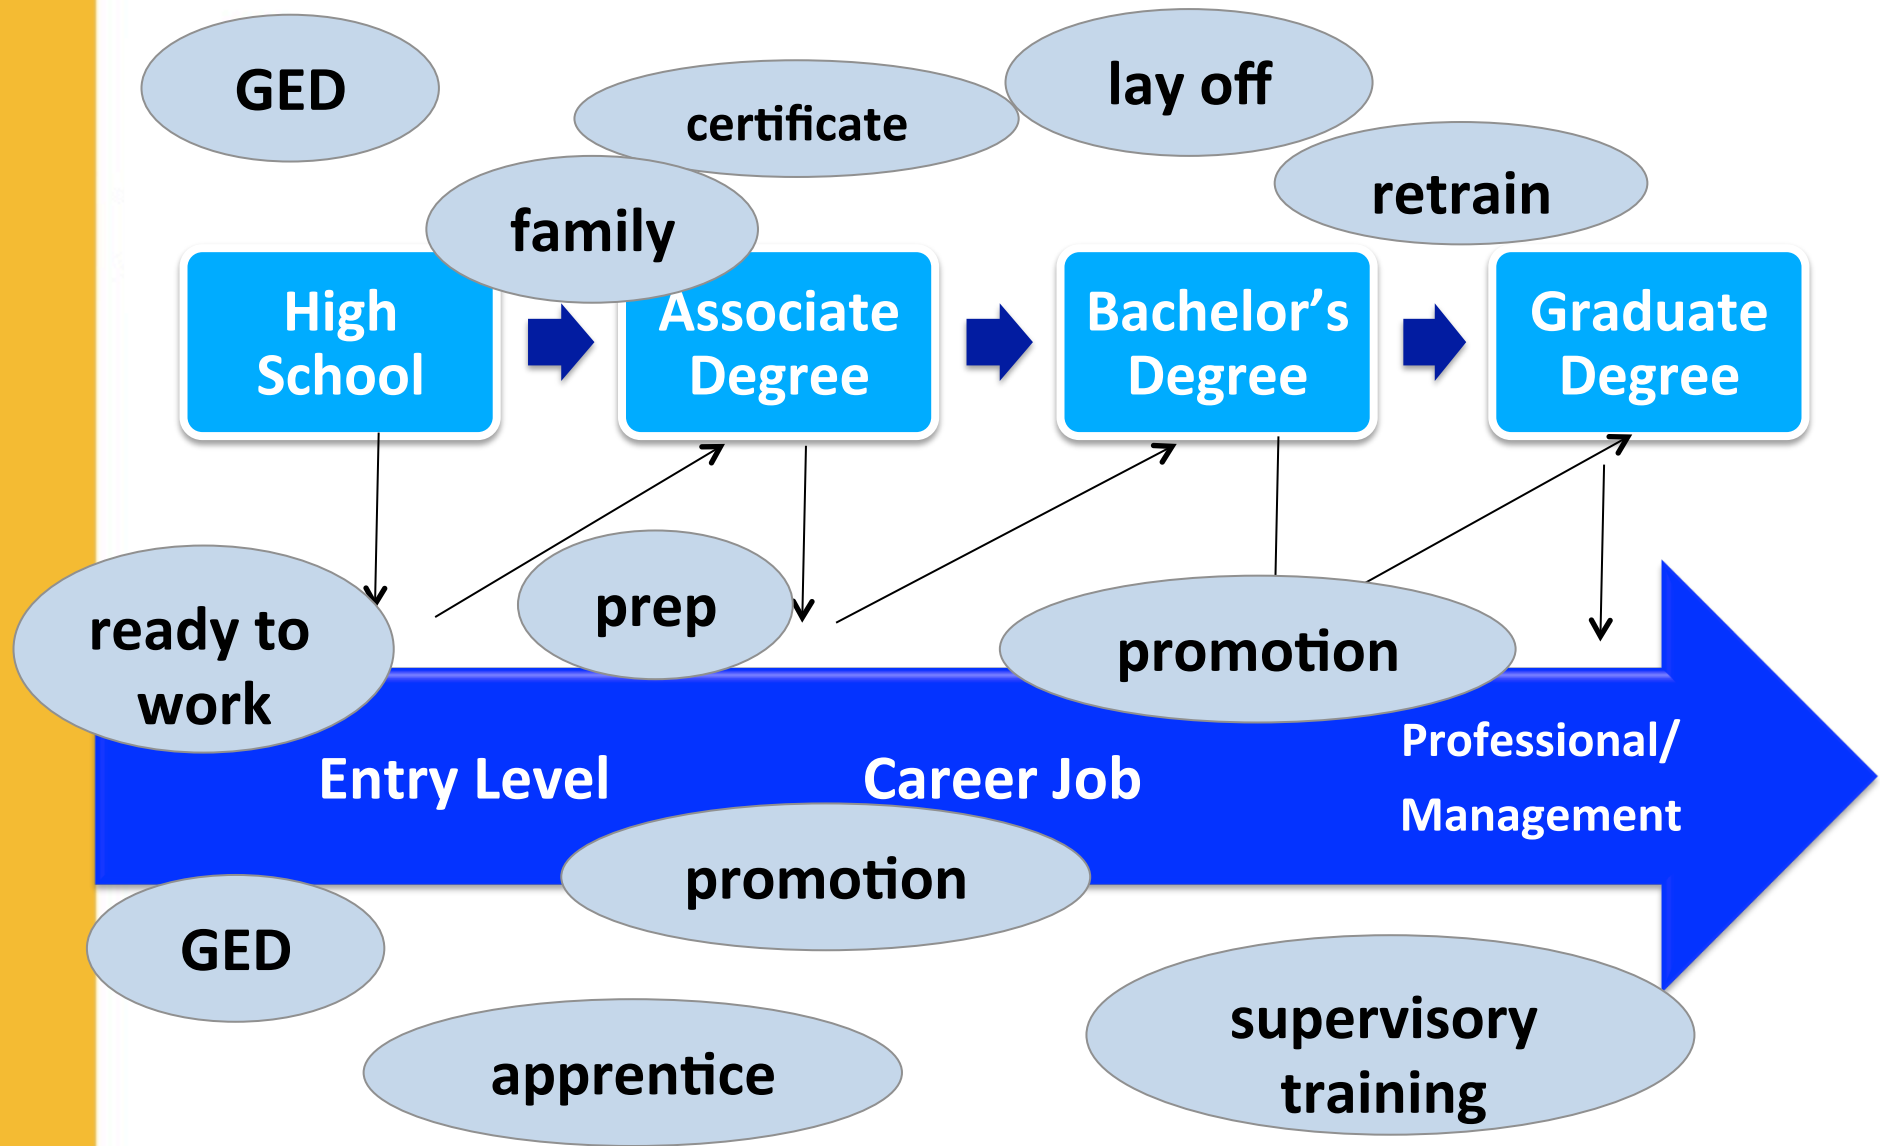 GED
certificate
lay off
family
retrain
High
School
Associate
Degree
Bachelor’s
Degree
Graduate
Degree
ready to
work
prep
promotion
Entry Level
Career Job
Professional/
Management
promotion
GED
apprentice
supervisory
training